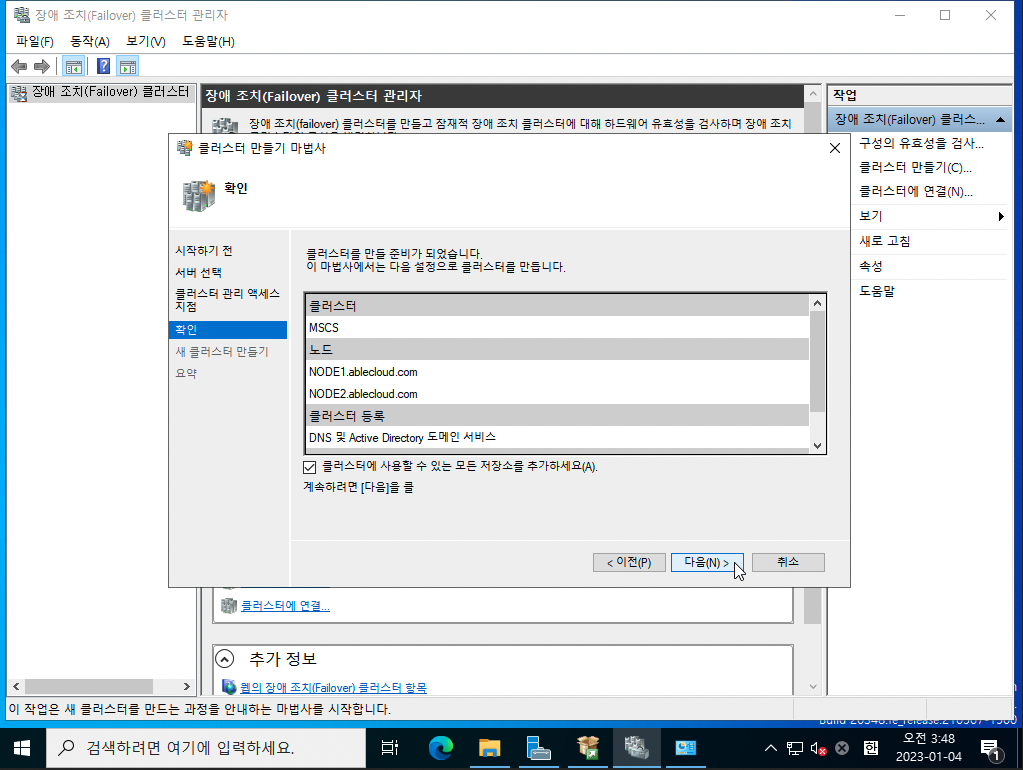 장애 조치(Failover) 클러스터 관리자
파일(F) 동작(A) 보기(V) 도움말(H)
장애 조치(Failover) 클러스터
장애 조치(Failover) 클러스터 관리자
장애 조치(failover) 클러스터를 만들고 잠재적 장애 조치 클러스터에 대해 하드웨어 유효성을 검사하며 장애 조치
작업
장애 조치(Failover) 클러스...
구성의 유효성을 검사...
클러스터 만들기(C)...
클러스터에 연결(N)...
보기
새로 고침
속성
도움말
클러스터 만들기 마법사
확인
시작하기 전
서버 선택
클러스터 관리 액세스
지점
확인
새 클러스터 만들기
요약
클러스터를 만들 준비가 되었습니다.
이 마법사에서는 다음 설정으로 클러스터를 만듭니다.
클러스터
MSCS
노드
NODE1.ablecloud.com
NODE2.ablecloud.com
클러스터 등록
DNS 및 Active Directory 도메인 서비스
클러스터에 사용할 수 있는 모든 저장소를 추가하세요(A).
계속하려면 [다음]을 클
< 이전(P)
다음(N) >
취소
클러스터에 연결...
추가 정보
웹의 장애 조치(Failover) 클러스터 항목
이 작업은 새 클러스터를 만드는 과정을 안내하는 마법사를 시작합니다.
검색하려면 여기에 입력하세요.
한
오전 3:48
2023-01-04
1